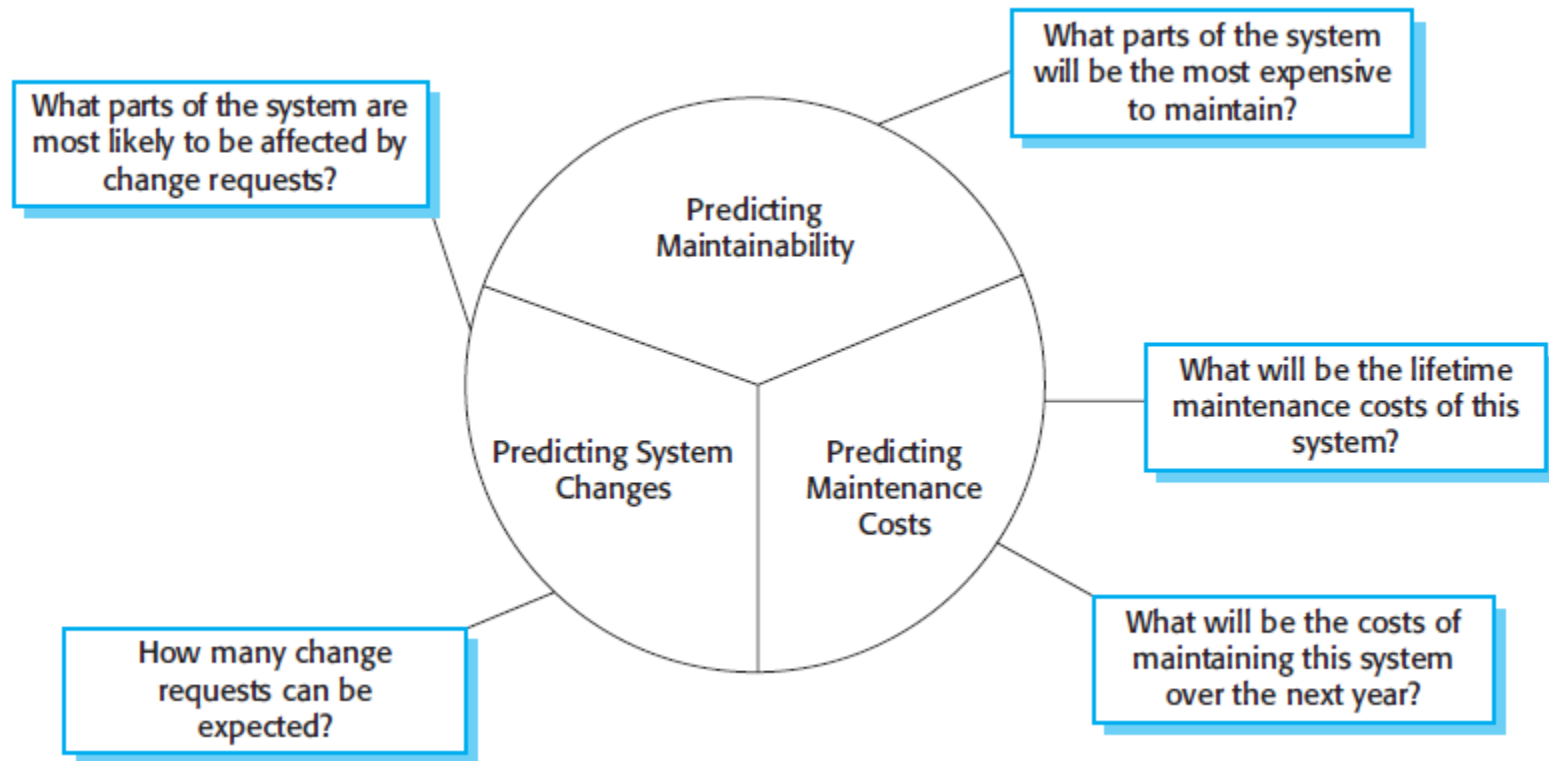 What parts of the system
will be the most expensive
to maintain?
What parts of the system are
most likely to be affected by
change requests?
Predicting
Maintainability
What will be the lifetime
maintenance costs of this
system?
Predicting System
Changes
Predicting
Maintenance
Costs
What will be the costs of
maintaining this system
over the next year?
How many change
requests can be
expected?